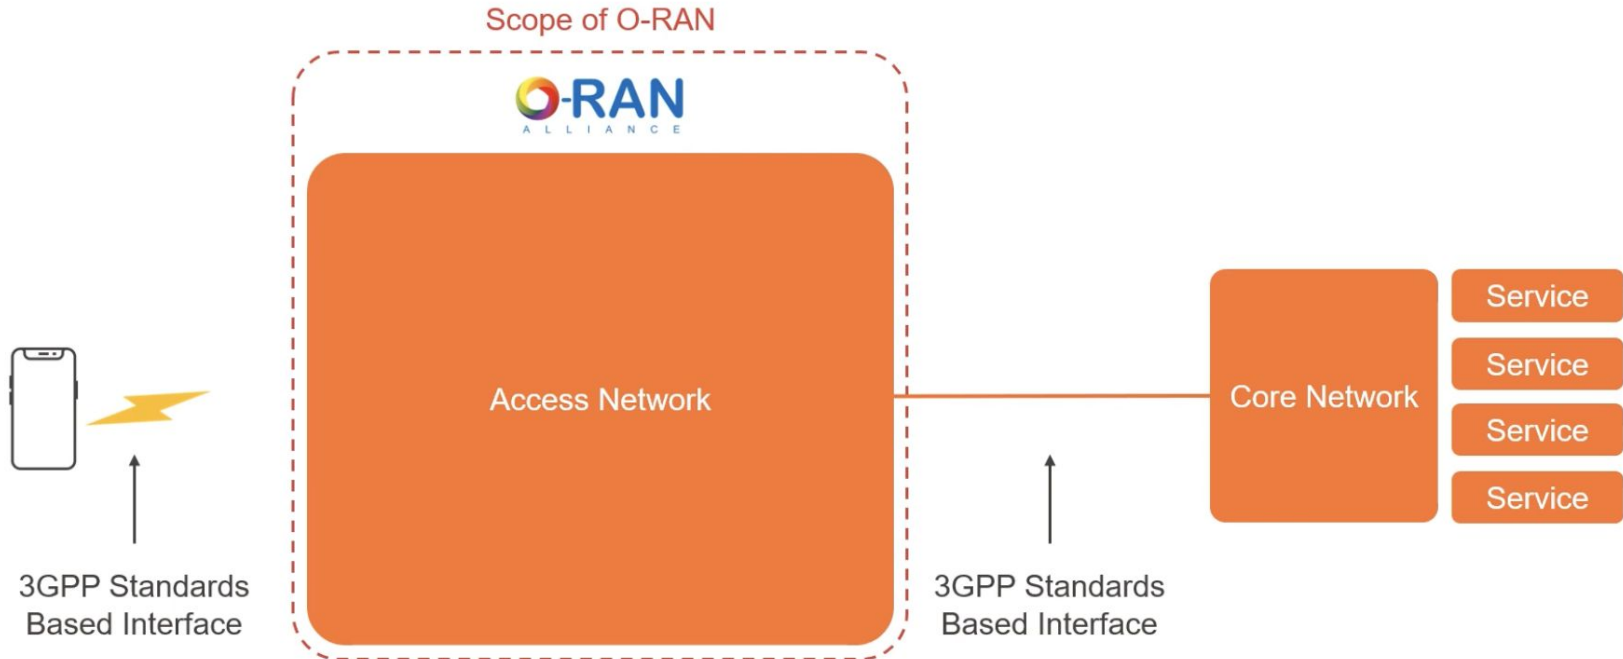 Scope of O-RAN
O-RAN
ALLIANCE
Access Network
Core Network
Service
Service
Service
Service
3GPP Standards
Based Interface
3GPP Standards
Based Interface